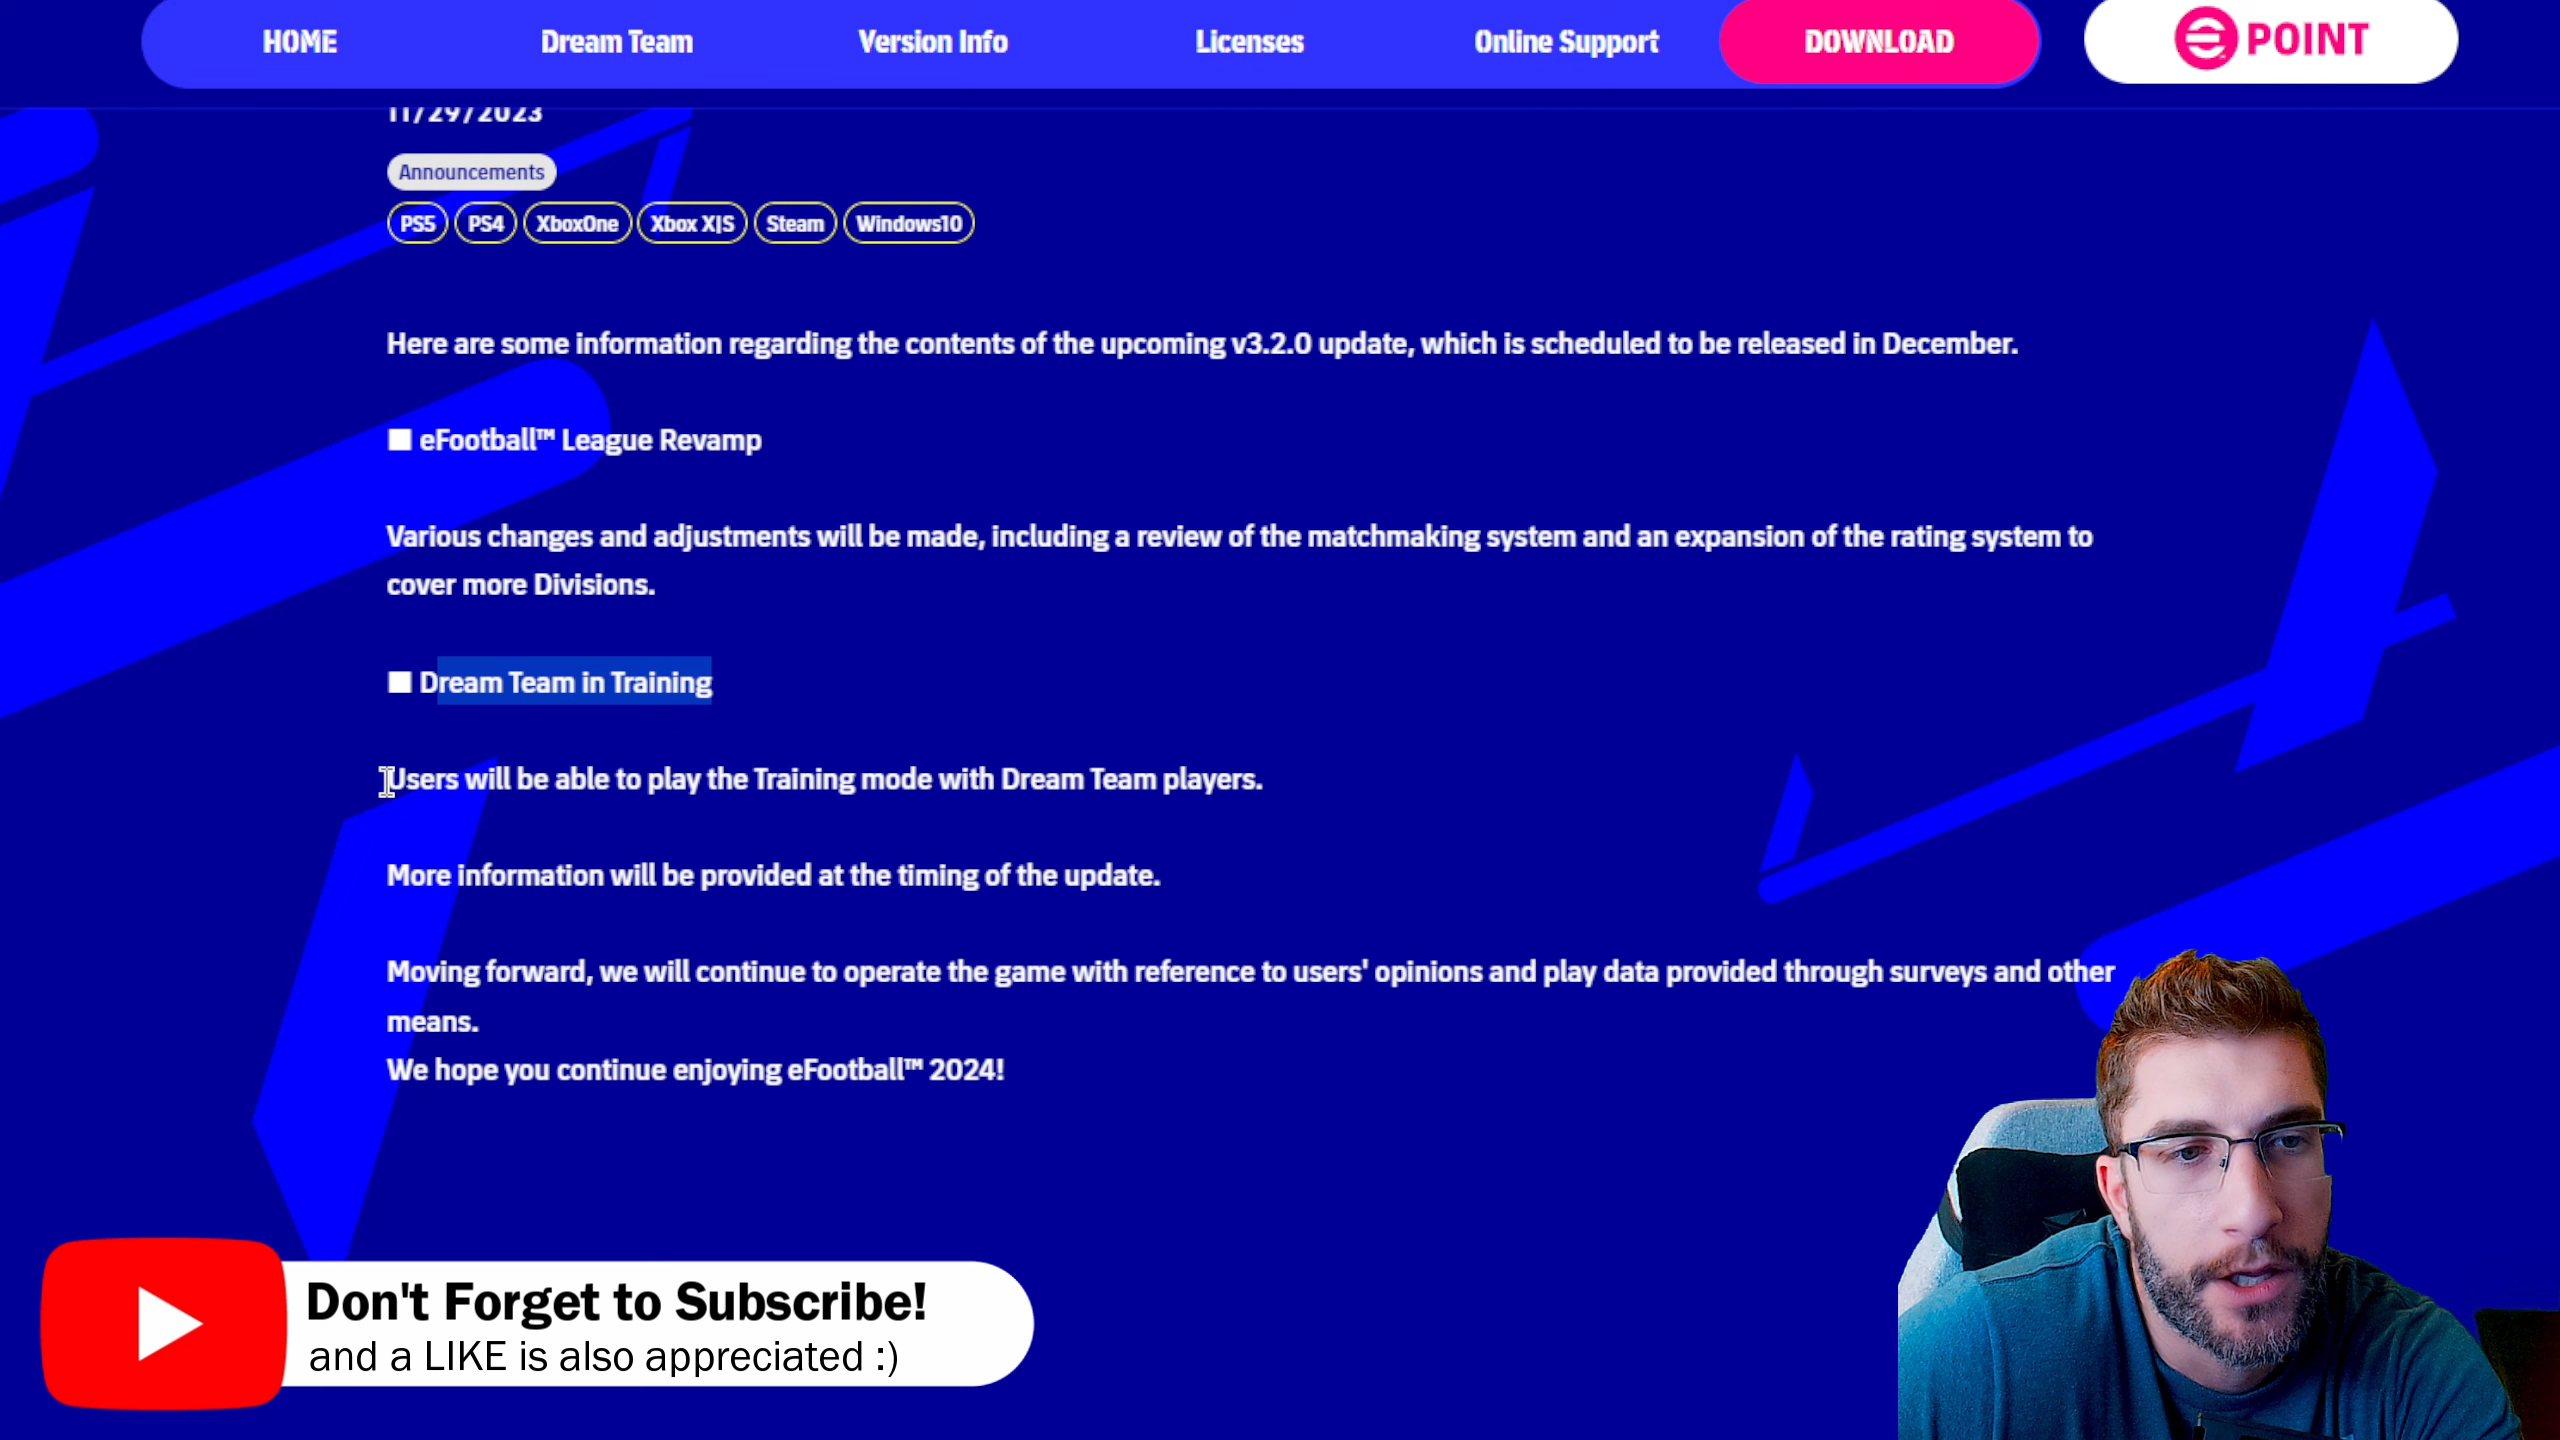 HOME Dream Team Version Info Licenses Online Support DOWNLOAD POINT
11/29/2023
Announcements
PS5 PS4 XboxOne Xbox X|S Steam Windows10
Here are some information regarding the contents of the upcoming v3.2.0 update, which is scheduled to be released in December.
■ eFootball™ League Revamp
Various changes and adjustments will be made, including a review of the matchmaking system and an expansion of the rating system to
cover more Divisions.
■ Dream Team in Training
Users will be able to play the Training mode with Dream Team players.
More information will be provided at the timing of the update.
Moving forward, we will continue to operate the game with reference to users' opinions and play data provided through surveys and other
means.
We hope you continue enjoying eFootball™ 2024!
Don't Forget to Subscribe!
and a LIKE is also appreciated :)